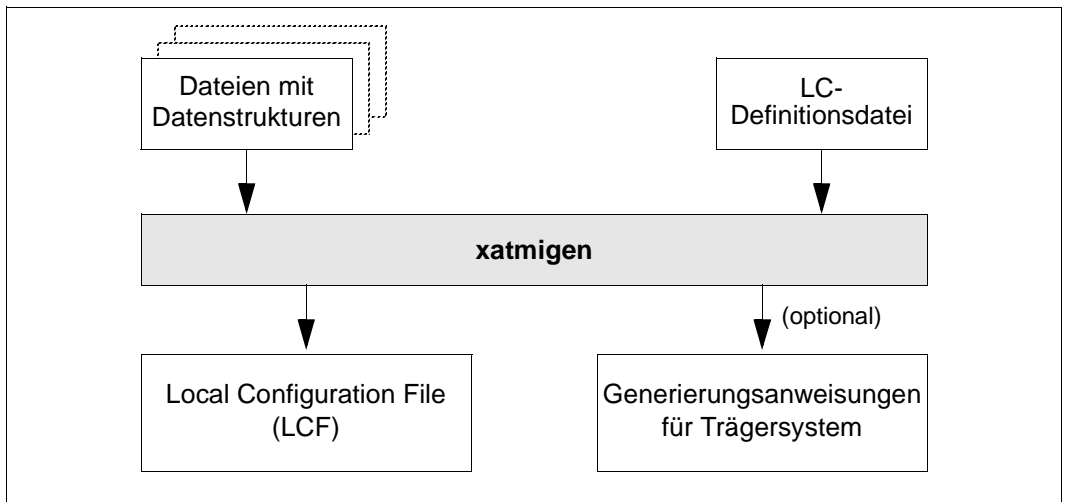 Dateien mit
Datenstrukturen
LC-
Definitionsdatei
xatmigen
(optional)
Local Configuration File
(LCF)
Generierungsanweisungen
für Trägersystem